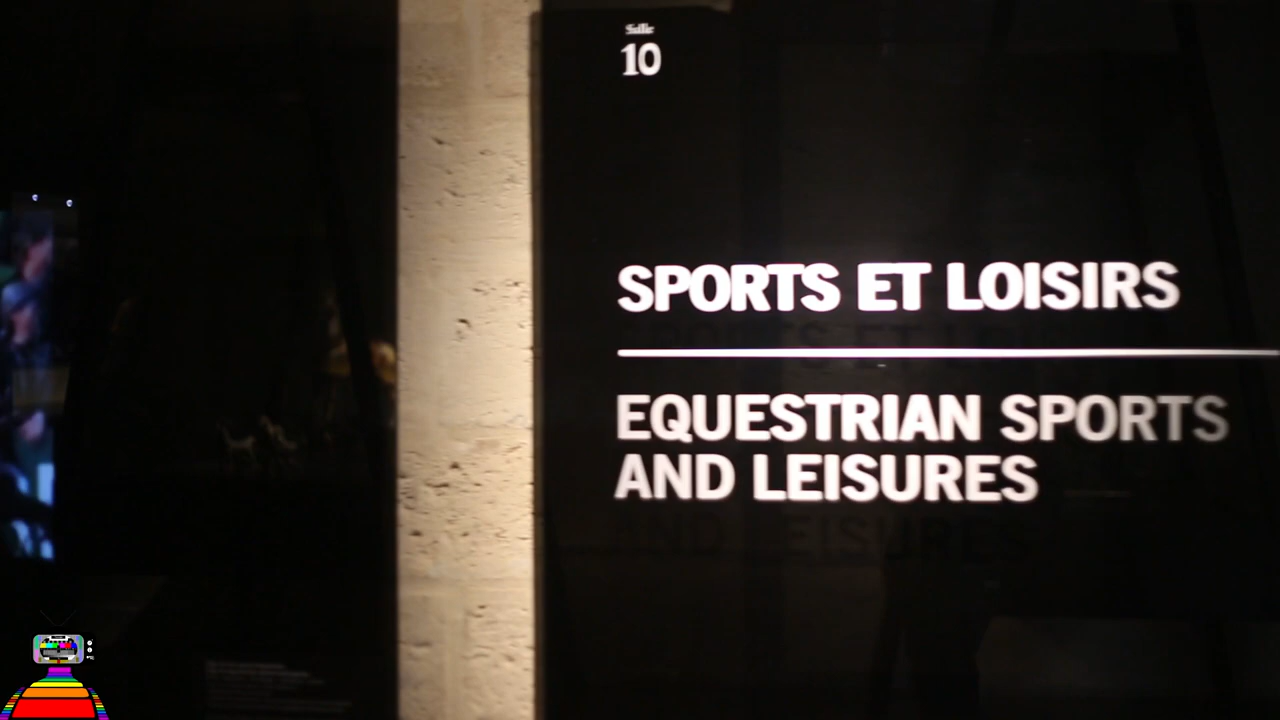 Salle
10
SPORTS ET LOISIRS
EQUESTRIAN SPORTS
AND LEISURES